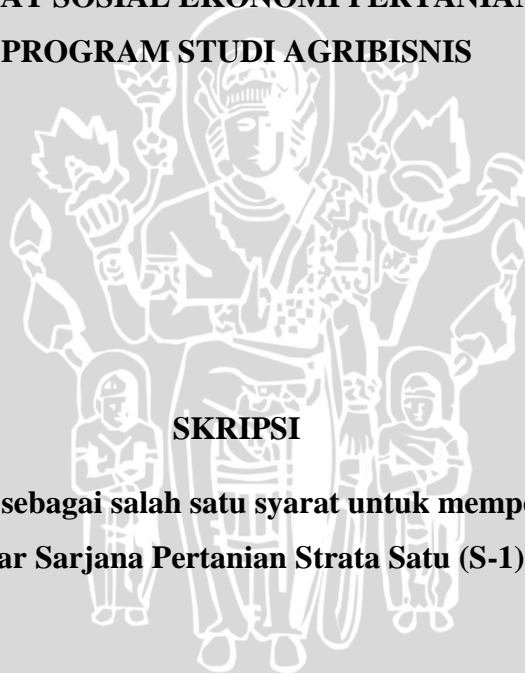 SOSIAL EKONOMI PERTANIAN
PROGRAM STUDI AGRIBISNIS
SKRIPSI
sebagai salah satu syarat untuk
Sarjana Pertanian Strata Satu (S-1)